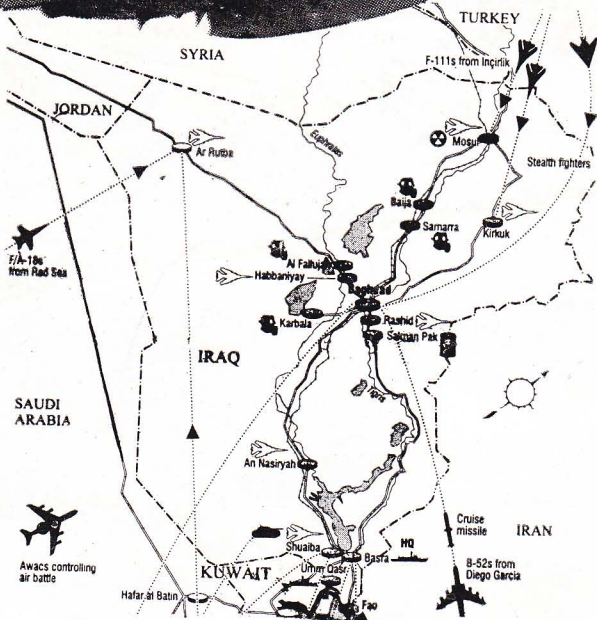 TURKEY
SYRIA
F-111s from Inçirlik
JORDAN
Euphrates
Mosul
Ar Rutba
Stealth fighters
Baija
Samarra
Kirkuk
F/A-18s
from Red Sea
Al Falluja
Habbaniyay
Baghdad
Rashid
Karbala
Salman Pak
IRAQ
Tigris
SAUDI
ARABIA
An Nasiryah
Cruise
missile
IRAN
HQ
Shuaiba
Basra
Awacs controlling
air battle
KUWAIT
Umm Qasr
B-52s from
Diego Garcia
Hafar al Batin
Fao